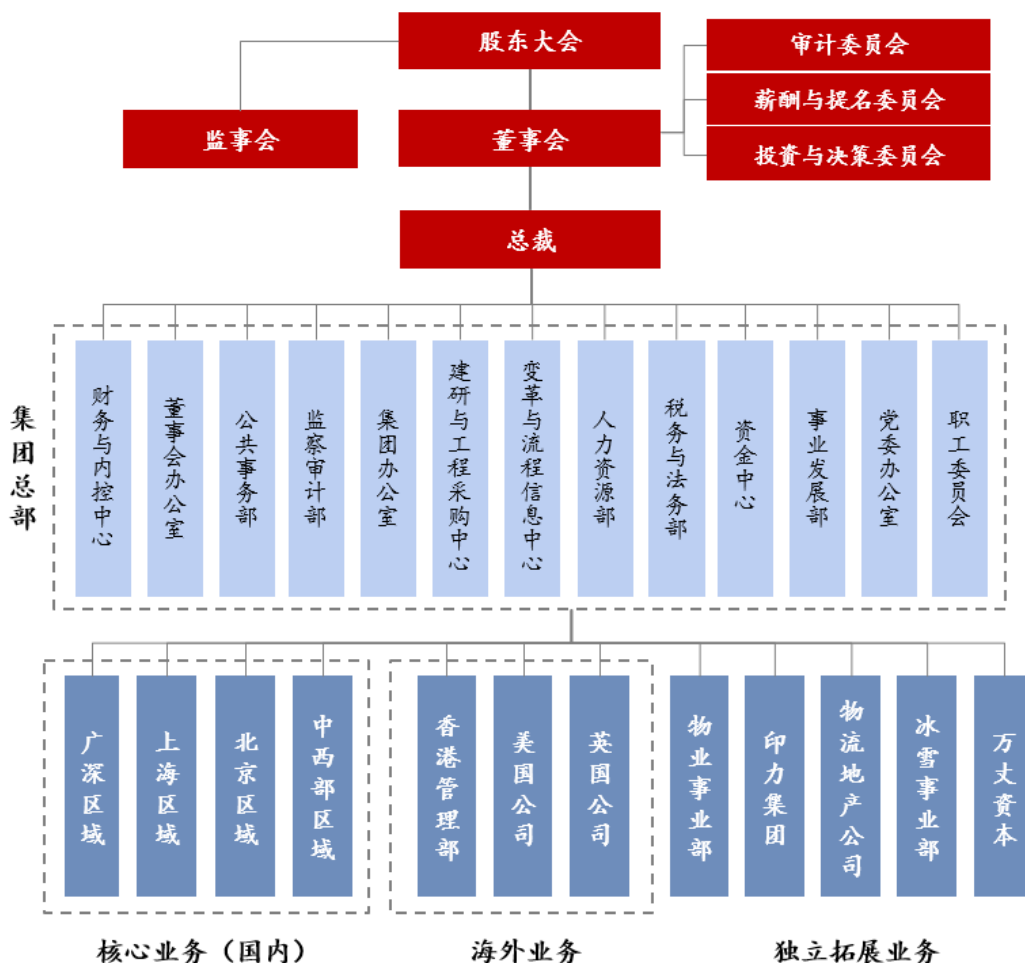 股东大会
审计委员会
薪酬与提名委员会
监事会
董事会
投资与决策委员会
总裁
集团总部
财务与内控中心
董事会办公室
公共事务部
监察审计部
集团办公室
建研与工程采购中心
变革与流程信息中心
人力资源部
税务与法务部
资金中心
事业发展部
党委办公室
职工委员会
广深区域
上海区域
北京区域
中西部区域
香港管理部
美国公司
英国公司
物业事业部
印力集团
物流地产公司
冰雪事业部
万丈资本
核心业务（国内）
海外业务
独立拓展业务